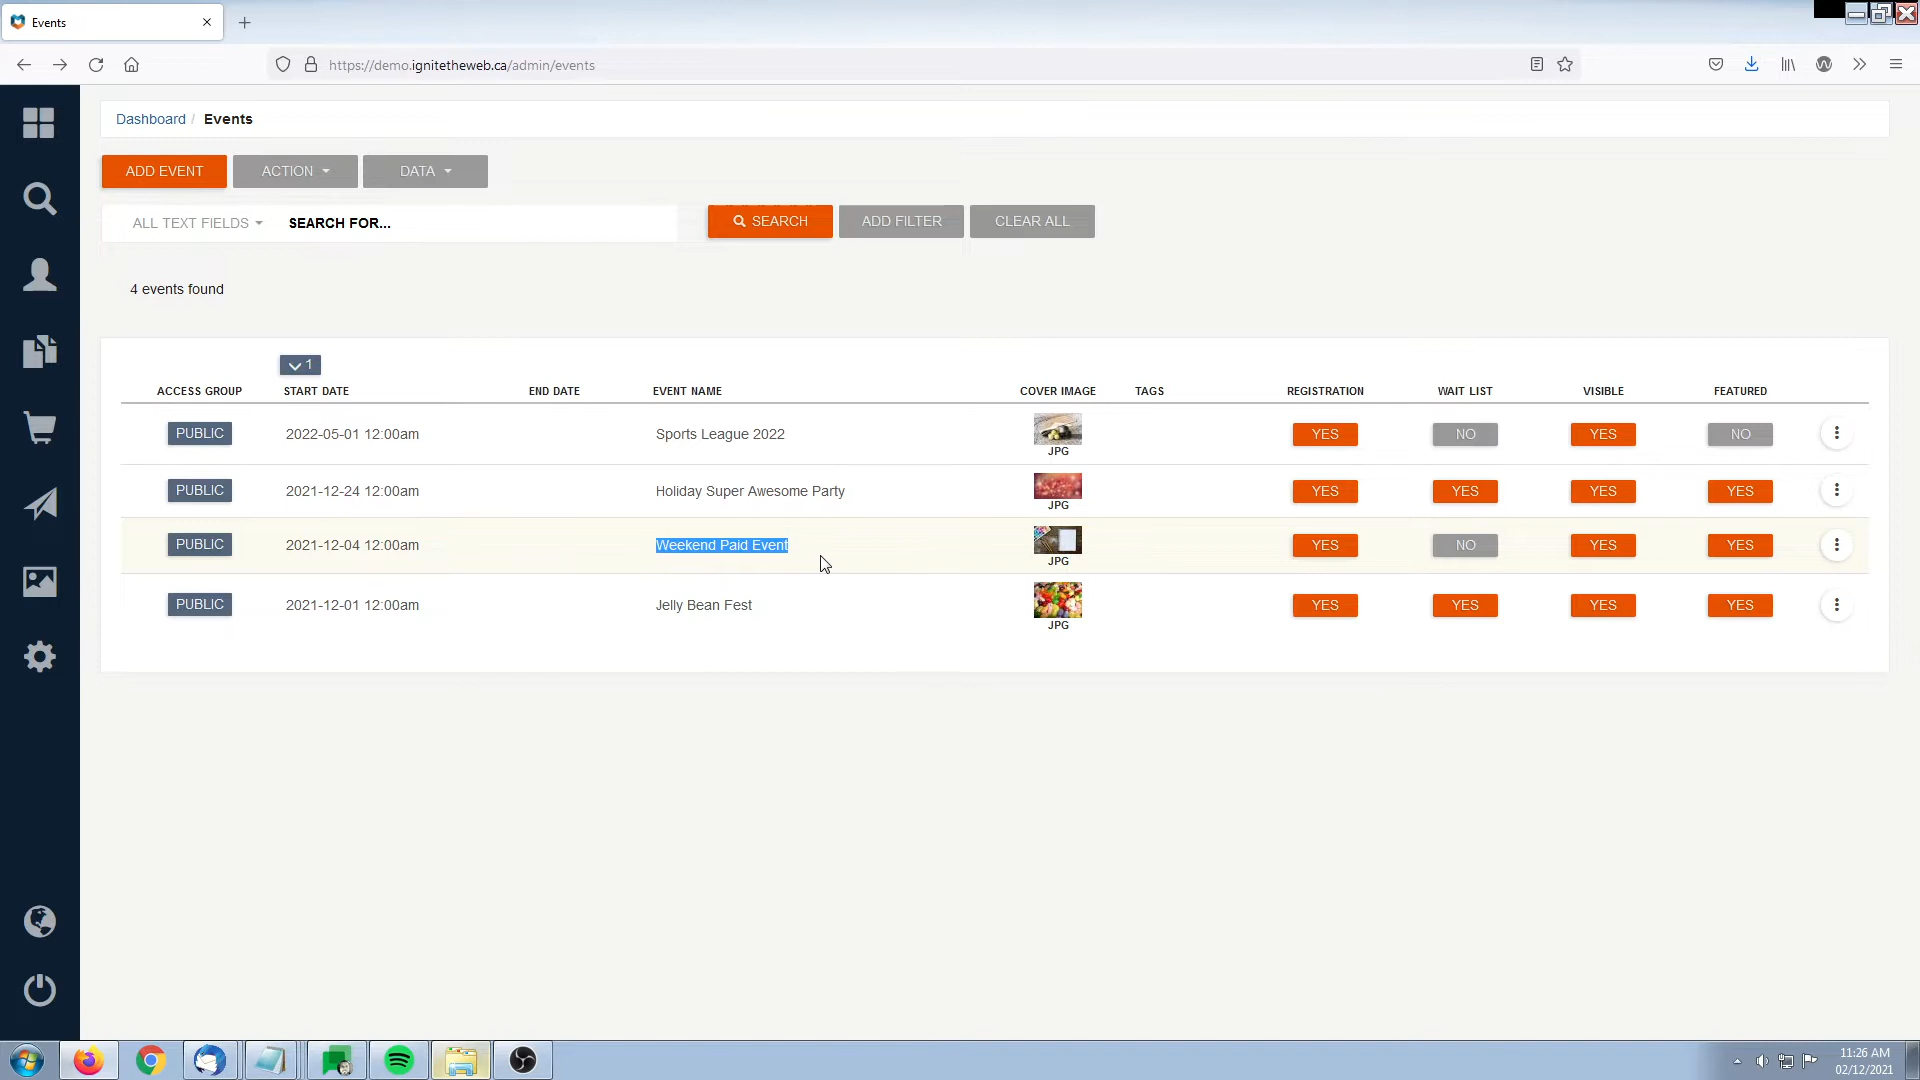 Events
https://demo.ignitetheweb.ca/admin/events
Dashboard / Events
ADD EVENT
ACTION
DATA
ALL TEXT FIELDS
SEARCH FOR...
SEARCH
ADD FILTER
CLEAR ALL
4 events found
1
ACCESS GROUP START DATE END DATE EVENT NAME COVER IMAGE TAGS REGISTRATION WAIT LIST VISIBLE FEATURED
PUBLIC 2022-05-01 12:00am Sports League 2022 JPG YES NO YES NO
PUBLIC 2021-12-24 12:00am Holiday Super Awesome Party JPG YES YES YES YES
PUBLIC 2021-12-04 12:00am Weekend Paid Event JPG YES NO YES YES
PUBLIC 2021-12-01 12:00am Jelly Bean Fest JPG YES YES YES YES
11:26 AM
02/12/2021